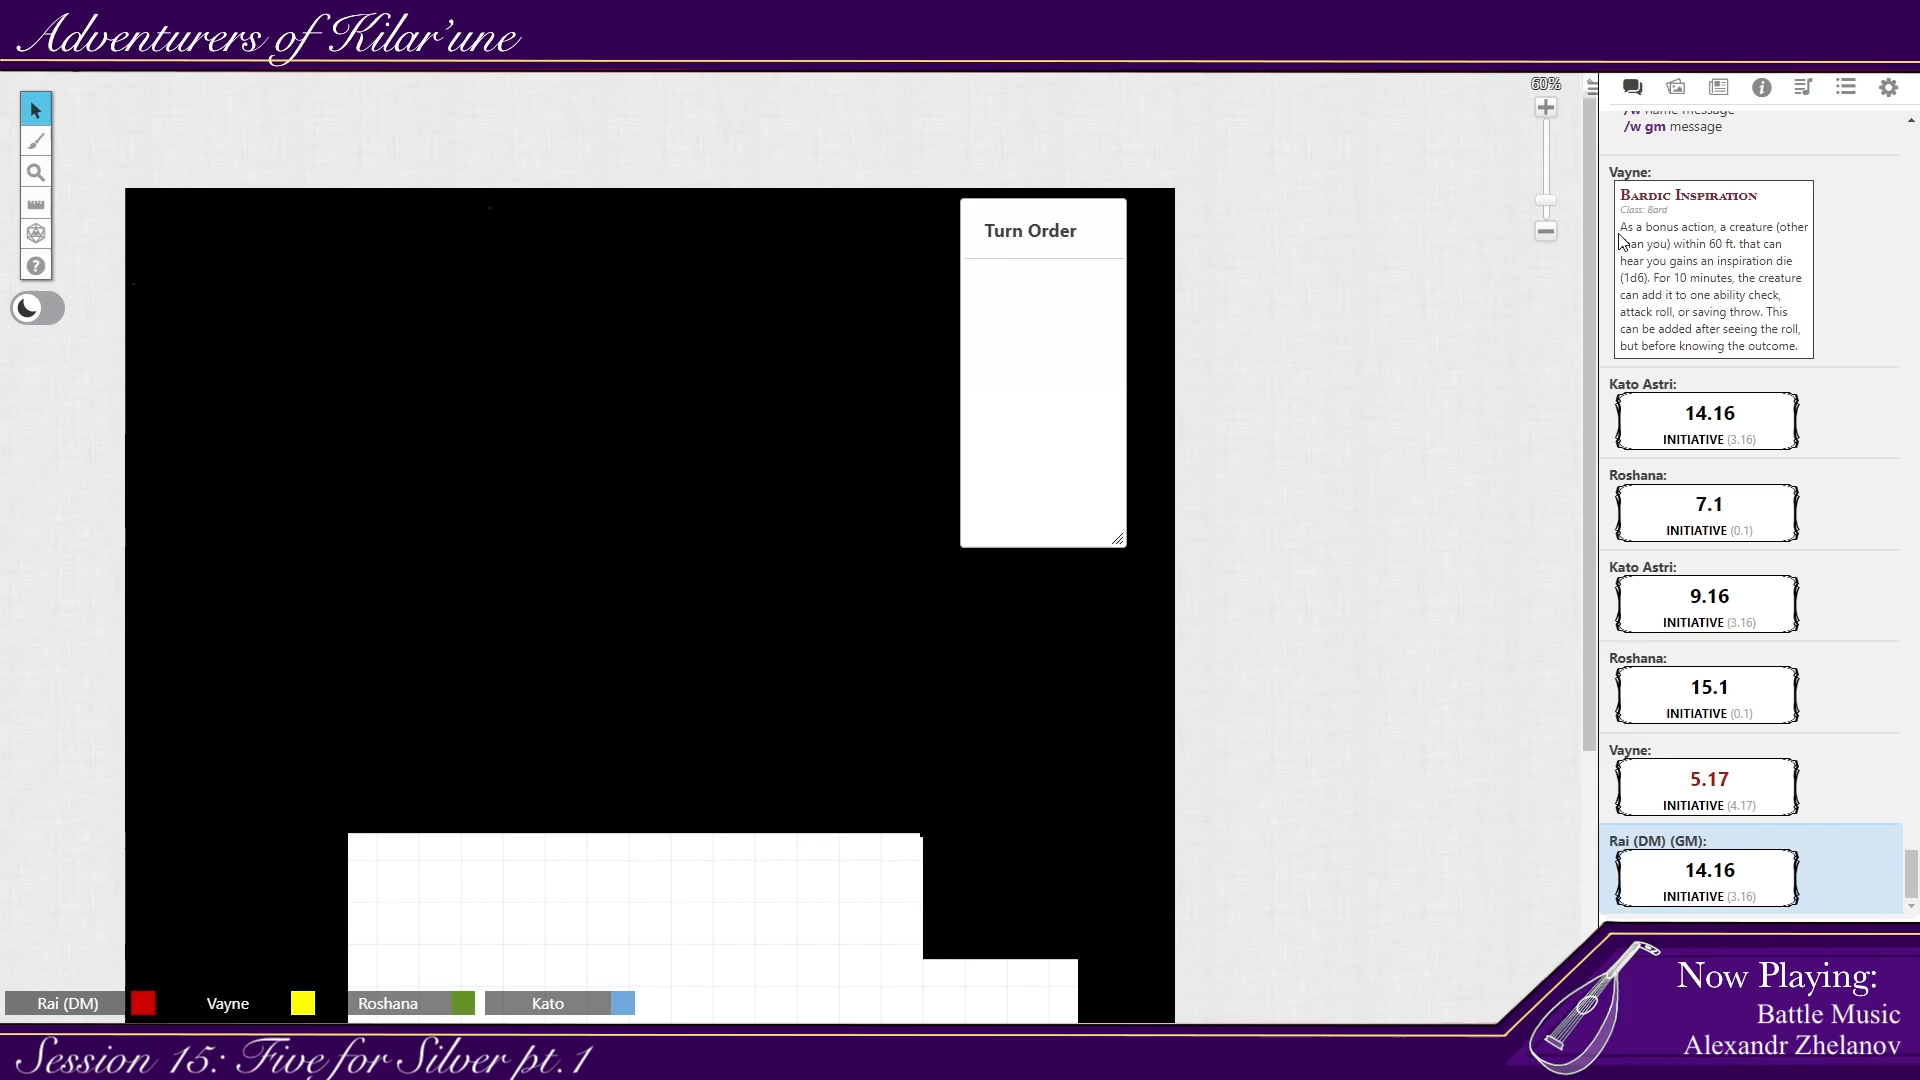 Adventurers of Kilar'une
60%
/w name message
/w gm message
Vayne:
Bardic Inspiration
Class: Bard
As a bonus action, a creature (other
than you) within 60 ft. that can
hear you gains an inspiration die
(1d6). For 10 minutes, the creature
can add it to one ability check,
attack roll, or saving throw. This
can be added after seeing the roll,
but before knowing the outcome.
Turn Order
Kato Astri:
14.16
INITIATIVE (3.16)
Roshana:
7.1
INITIATIVE (0.1)
Kato Astri:
9.16
INITIATIVE (3.16)
Roshana:
15.1
INITIATIVE (0.1)
Vayne:
5.17
INITIATIVE (4.17)
Rai (DM) (GM):
14.16
INITIATIVE (3.16)
Rai (DM)
Vayne
Roshana
Kato
Now Playing:
Battle Music
Alexandr Zhelanov
Session 15: Five for Silver pt. 1